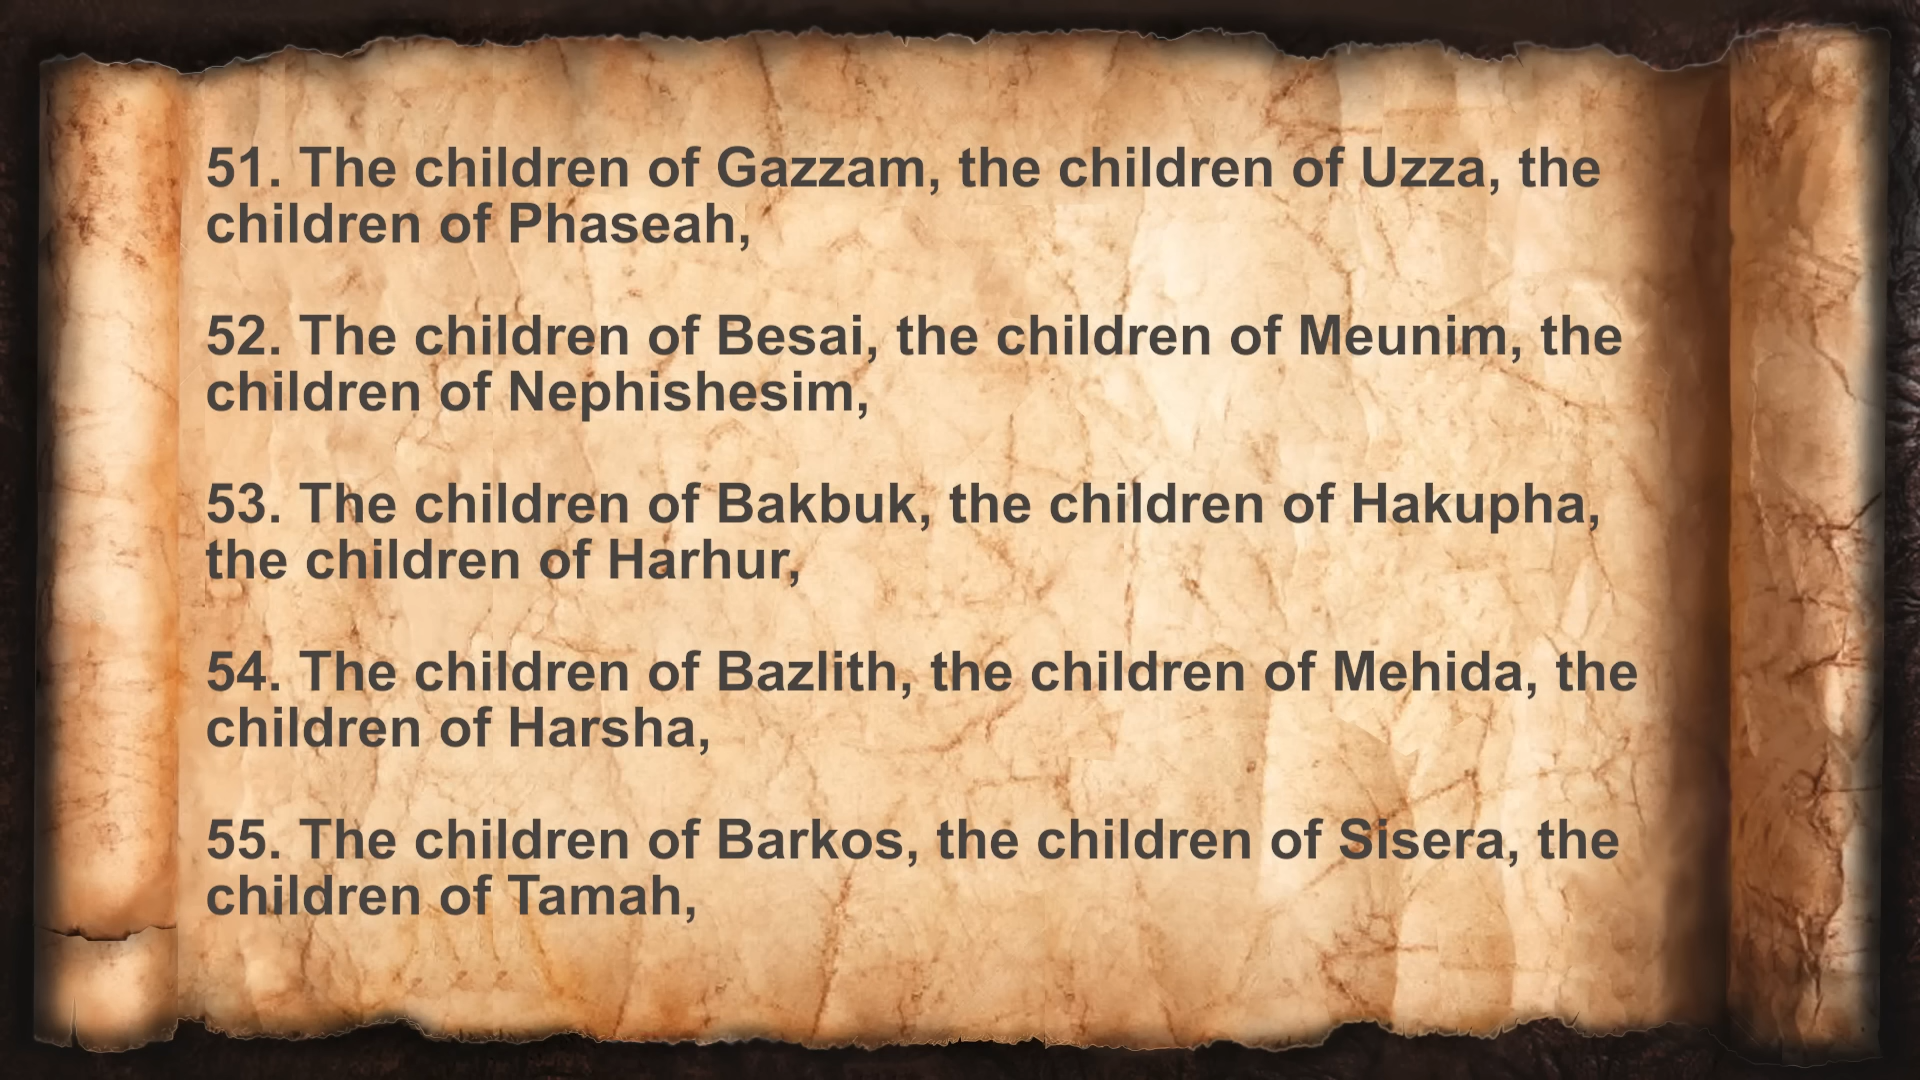 51. The children of Gazzam, the children of Uzza, the
children of Phaseah,
52. The children of Besai, the children of Meunim, the
children of Nephishesim,
53. The children of Bakbuk, the children of Hakupha,
the children of Harhur,
54. The children of Bazlith, the children of Mehida, the
children of Harsha,
55. The children of Barkos, the children of Sisera, the
children of Tamah,